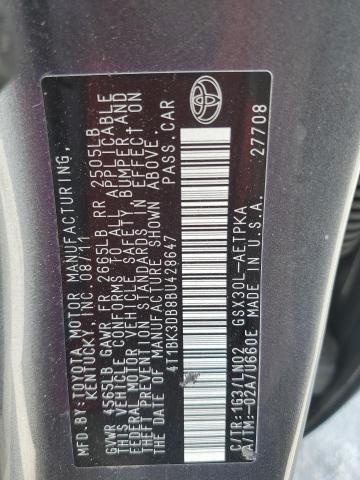 MFD. BY: TOYOTA MOTOR MANUFACTURING,
KENTUCKY, INC. 08/11
GVWR 4565LB GAWR FR 2665LB RR 2505LB
THIS VEHICLE CONFORMS TO ALL APPLICABLE
FEDERAL MOTOR VEHICLE SAFETY, BUMPER, AND
THEFT PREVENTION STANDARDS IN EFFECT ON
THE DATE OF MANUFACTURE SHOWN ABOVE.
4T1BK3DB8BU428647 PASS.CAR
C/TR:1G3/LN02 GSX30L-AETPKA
A/TM:-02A/U660E MADE IN U.S.A.
27708